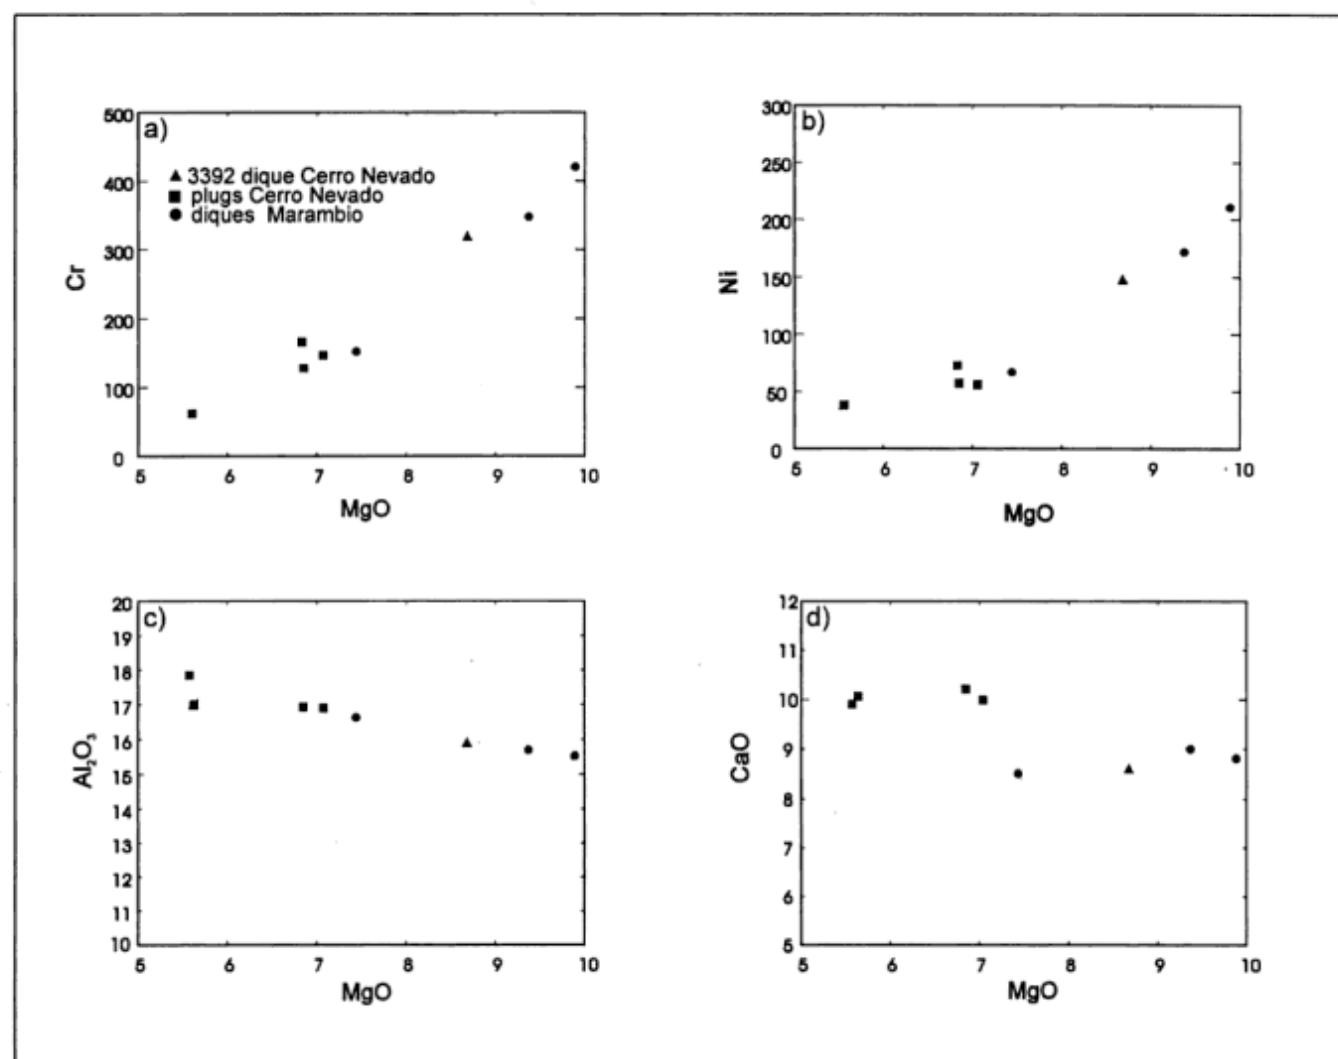 a)
500
400
300
200
100
0
Cr
▲ 3392 dique Cerro Nevado
■ plugs Cerro Nevado
● diques Marambio
5 6 7 8 9 10
MgO
b)
300
250
200
150
100
50
0
Ni
5 6 7 8 9 10
MgO
c)
20
19
18
17
16
15
14
13
12
11
10
Al₂O₃
5 6 7 8 9 10
MgO
d)
12
11
10
9
8
7
6
5
CaO
5 6 7 8 9 10
MgO